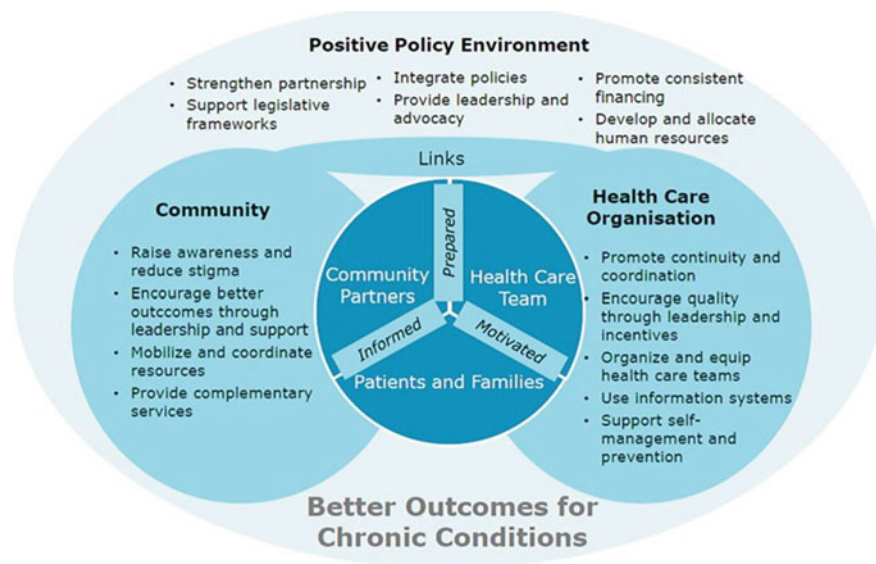 Positive Policy Environment
• Strengthen partnership
• Support legislative
frameworks
• Integrate policies
• Provide leadership and
advocacy
• Promote consistent
financing
• Develop and allocate
human resources
Links
Community
• Raise awareness and
reduce stigma
• Encourage better
outccomes through
leadership and support
• Mobilize and coordinate
resources
• Provide complementary
services
Prepared
Community
Partners
Health Care
Team
Informed
Motivated
Patients and Families
Health Care
Organisation
• Promote continuity and
coordination
• Encourage quality
through leadership and
incentives
• Organize and equip
health care teams
• Use information systems
• Support self-
management and
prevention
Better Outcomes for
Chronic Conditions